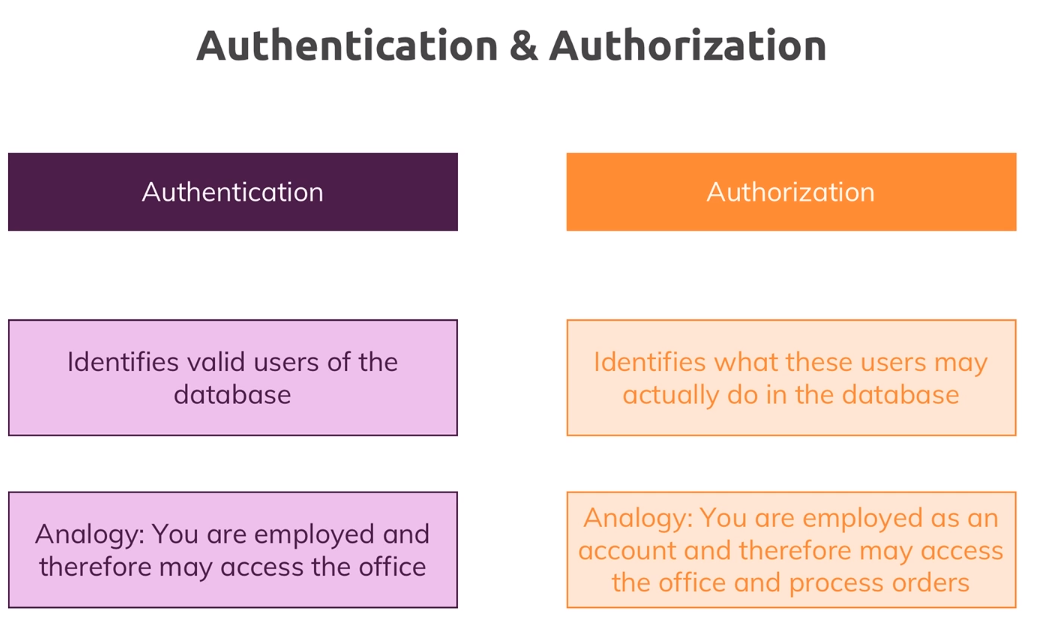 Authentication & Authorization
Authentication
Authorization
Identifies valid users of the
database
Identifies what these users may
actually do in the database
Analogy: You are employed and
therefore may access the office
Analogy: You are employed as an
account and therefore may access
the office and process orders